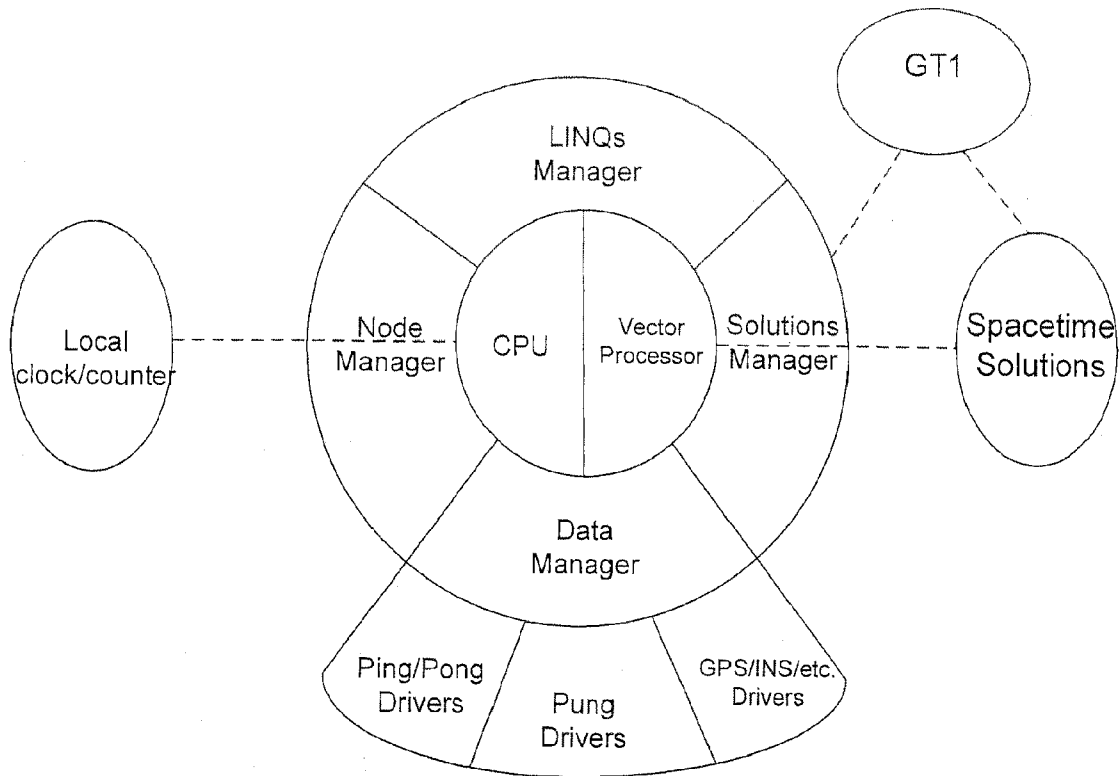 GT1
LINQs
Manager
Local
clock/counter
Node
Manager
CPU
Vector
Processor
Solutions
Manager
Spacetime
Solutions
Data
Manager
Ping/Pong
Drivers
Pung
Drivers
GPS/INS/etc.
Drivers